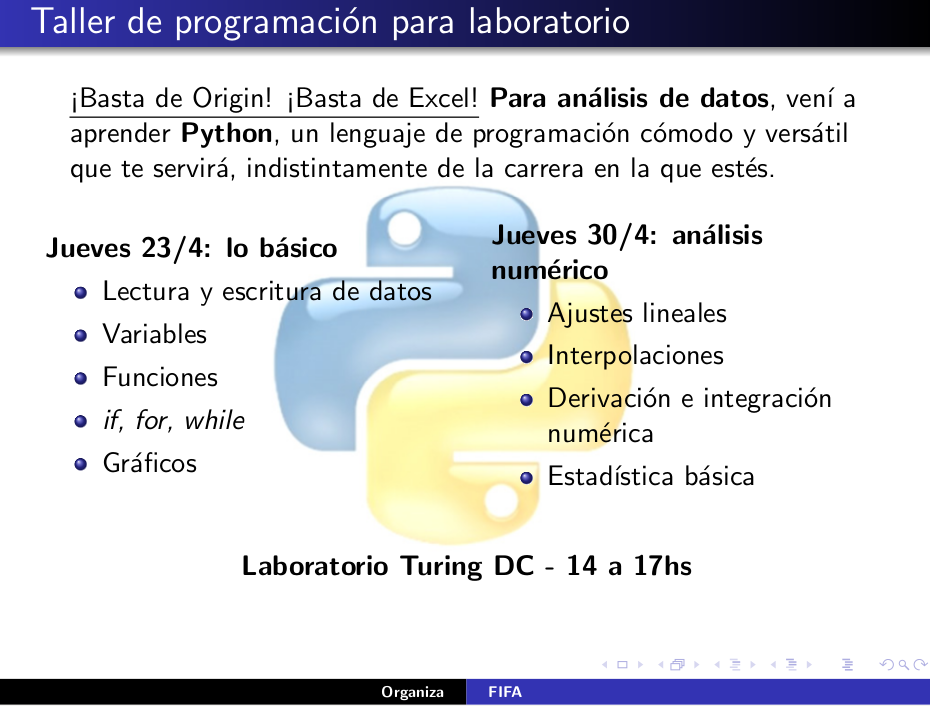 Taller de programación para laboratorio
¡Basta de Origin! ¡Basta de Excel! Para análisis de datos, vení a
aprender Python, un lenguaje de programación cómodo y versátil
que te servirá, indistintamente de la carrera en la que estés.
Jueves 23/4: lo básico
Lectura y escritura de datos
Variables
Funciones
if, for, while
Gráficos
Jueves 30/4: análisis
numérico
Ajustes lineales
Interpolaciones
Derivación e integración
numérica
Estadística básica
Laboratorio Turing DC - 14 a 17hs
Organiza FIFA